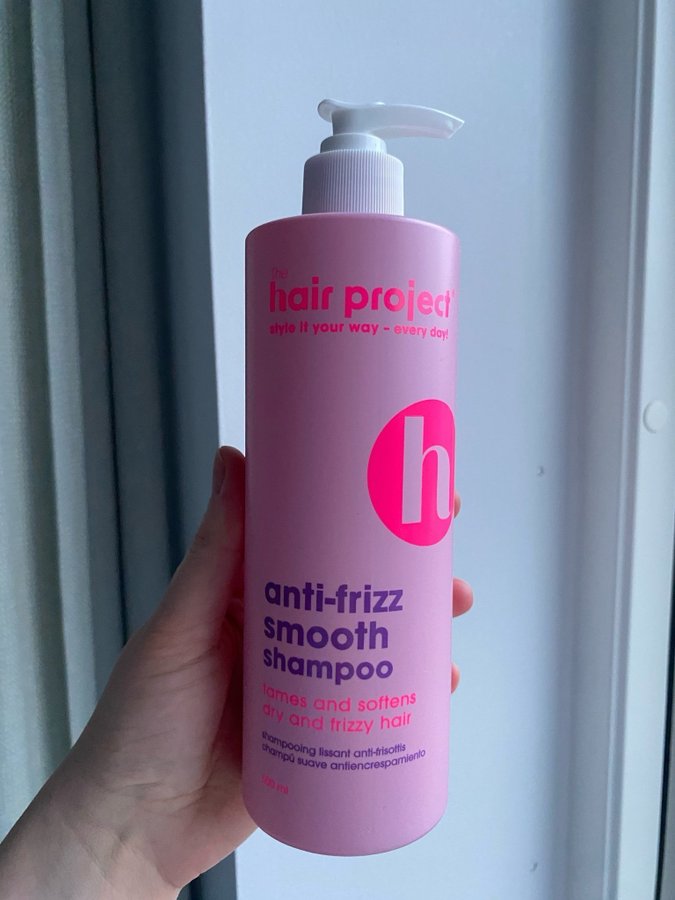 the
hair project
style it your way - every day!
h
anti-frizz
smooth
shampoo
tames and softens
dry and frizzy hair
shampooing lissant anti-frisottis
champú suave antiencrespamiento
ml